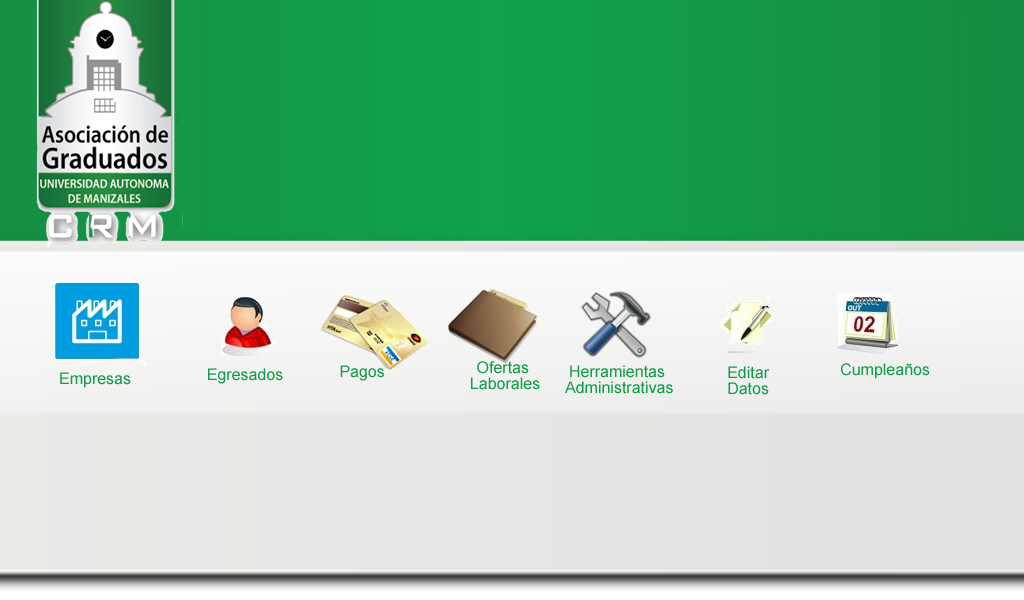 Asociación de
Graduados
UNIVERSIDAD AUTONOMA
DE MANIZALES
CRM
Empresas
Egresados
Pagos
VISA
Ofertas
Laborales
Herramientas
Administrativas
Editar
Datos
OUT
02
Cumpleaños